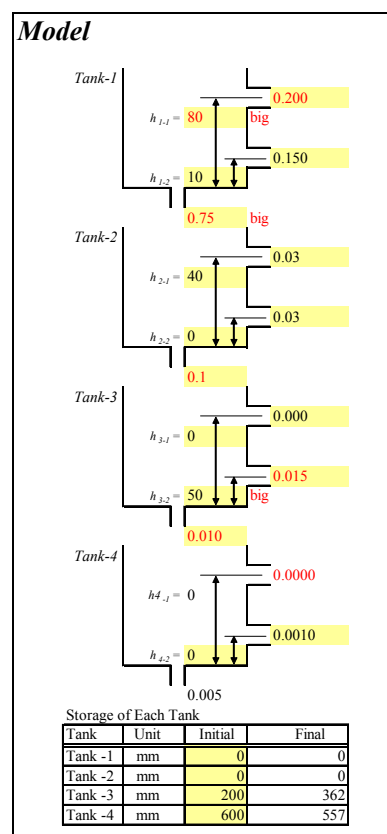 Model
Tank-1
0.200
h 1-1 = 80 big
0.150
h 1-2 = 10
0.75 big
Tank-2
0.03
h 2-1 = 40
0.03
h 2-2 = 0
0.1
Tank-3
0.000
h 3-1 = 0
0.015
h 3-2 = 50 big
0.010
Tank-4
0.0000
h4 -1 = 0
0.0010
h 4-2 = 0
0.005
Storage of Each Tank
Tank Unit Initial Final
Tank -1 mm 0 0
Tank -2 mm 0 0
Tank -3 mm 200 362
Tank -4 mm 600 557